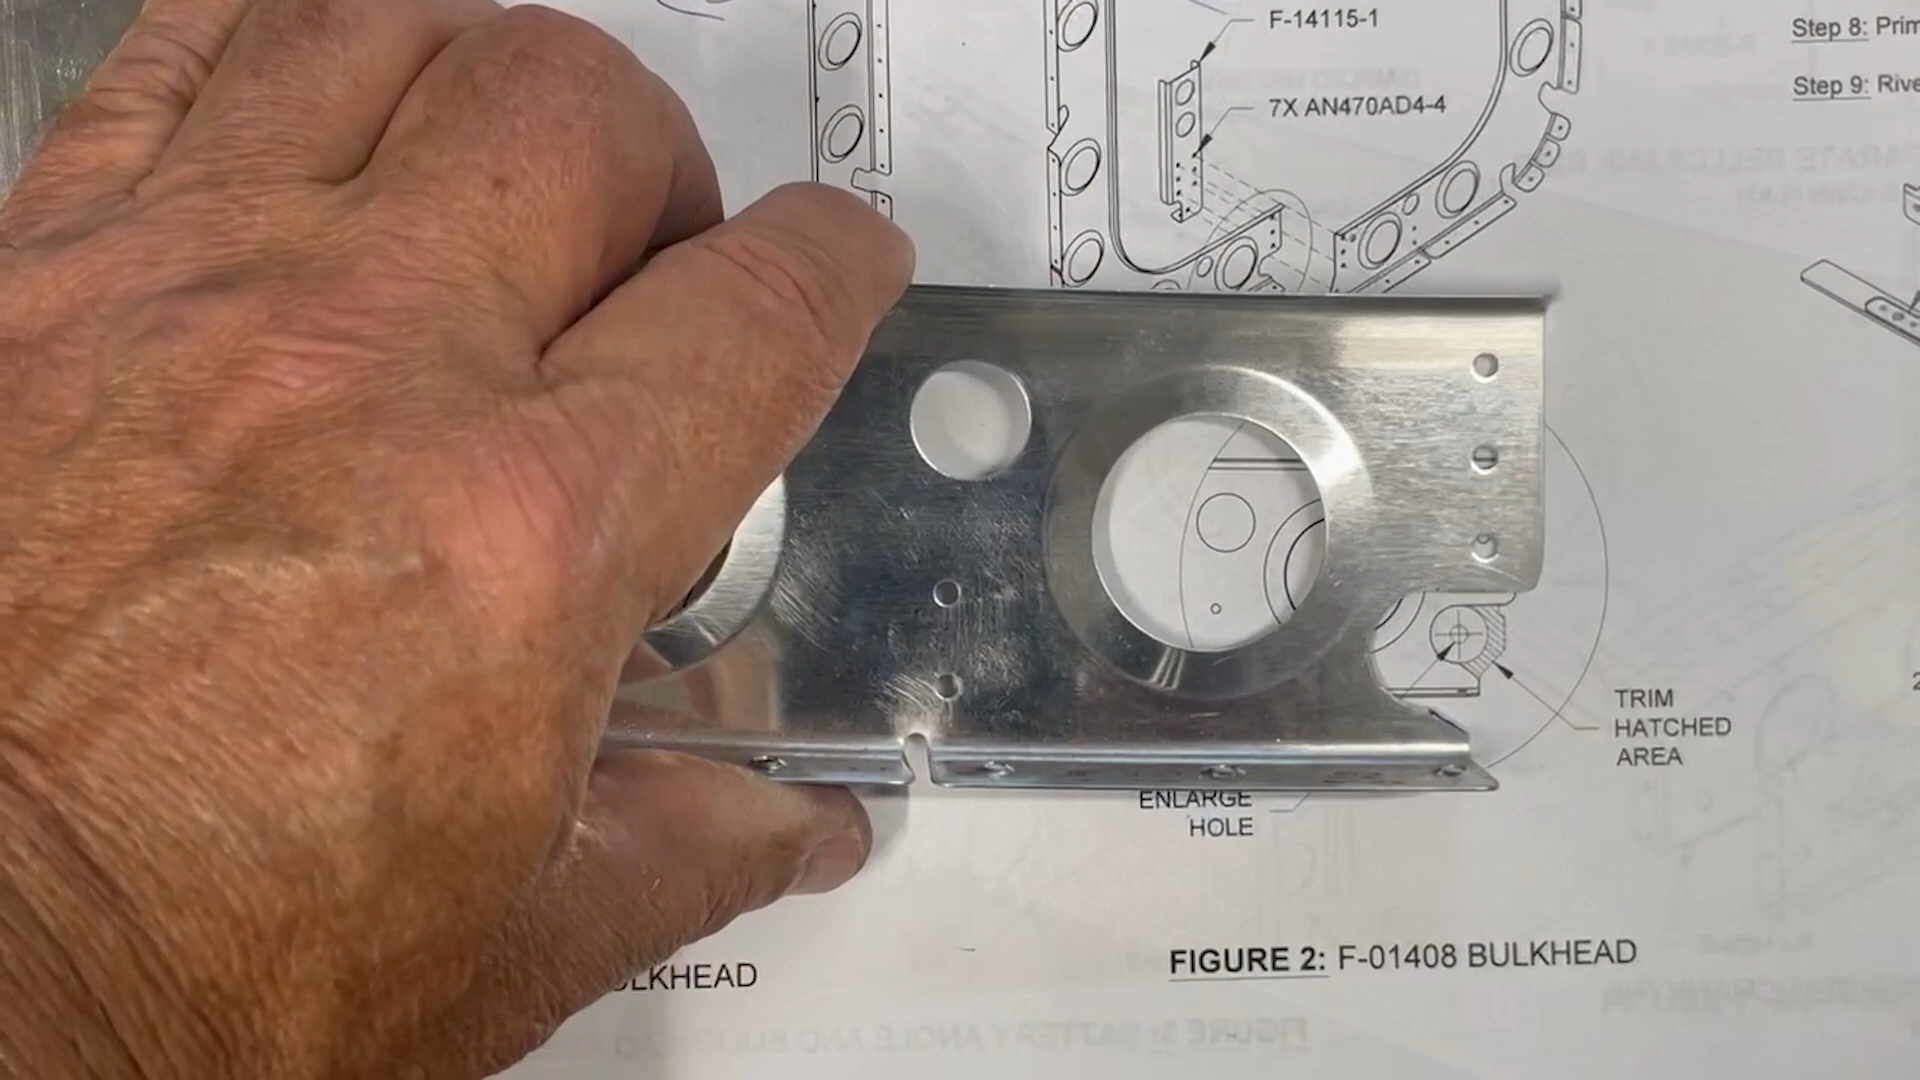 F-14115-1
7X AN470AD4-4
Step 8: Prim
Step 9: Rive
TRIM
HATCHED
AREA
ENLARGE
HOLE
FIGURE 2: F-01408 BULKHEAD
LKHEAD